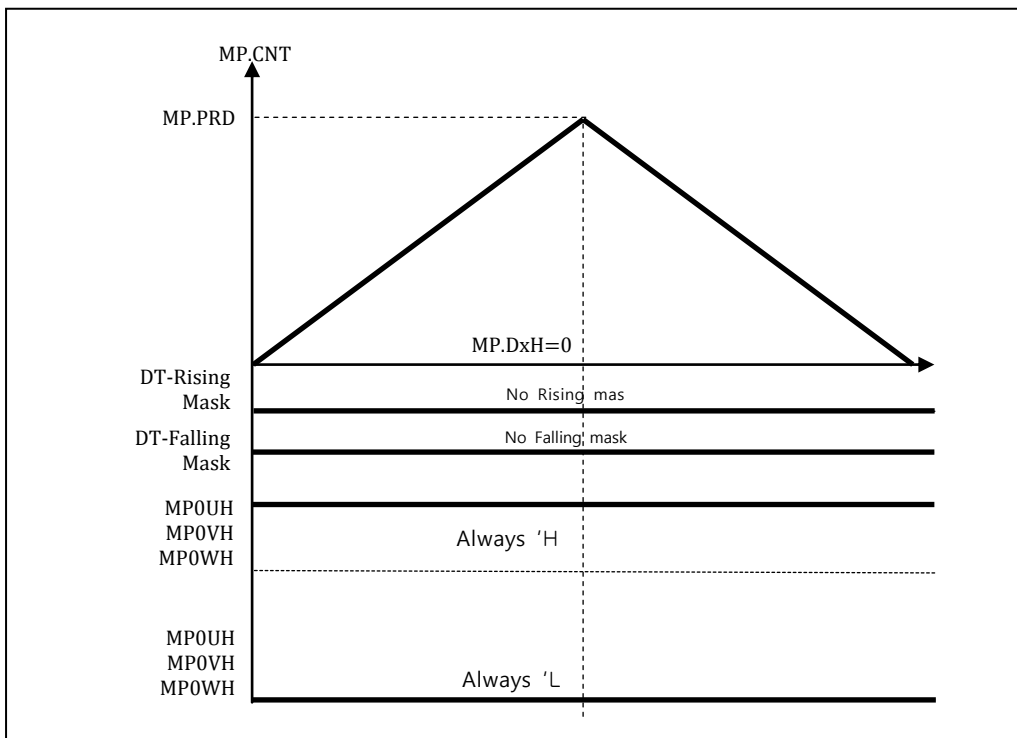 MP.CNT
MP.PRD
MP.DxH=0
DT-Rising
Mask
No Rising mas
DT-Falling
Mask
No Falling mask
MP0UH
MP0VH
MP0WH
Always ‘H
MP0UH
MP0VH
MP0WH
Always ‘L